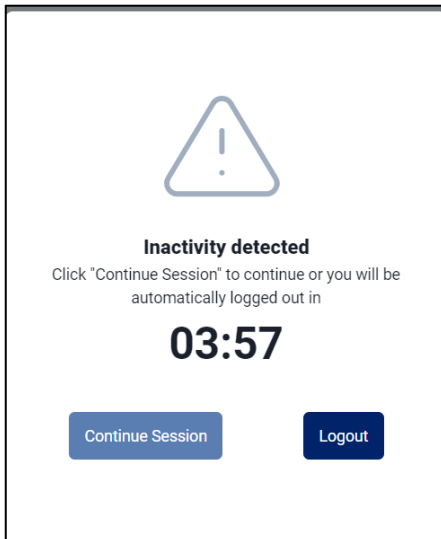 Inactivity detected
Click "Continue Session" to continue or you will be
automatically logged out in
03:57
Continue Session
Logout